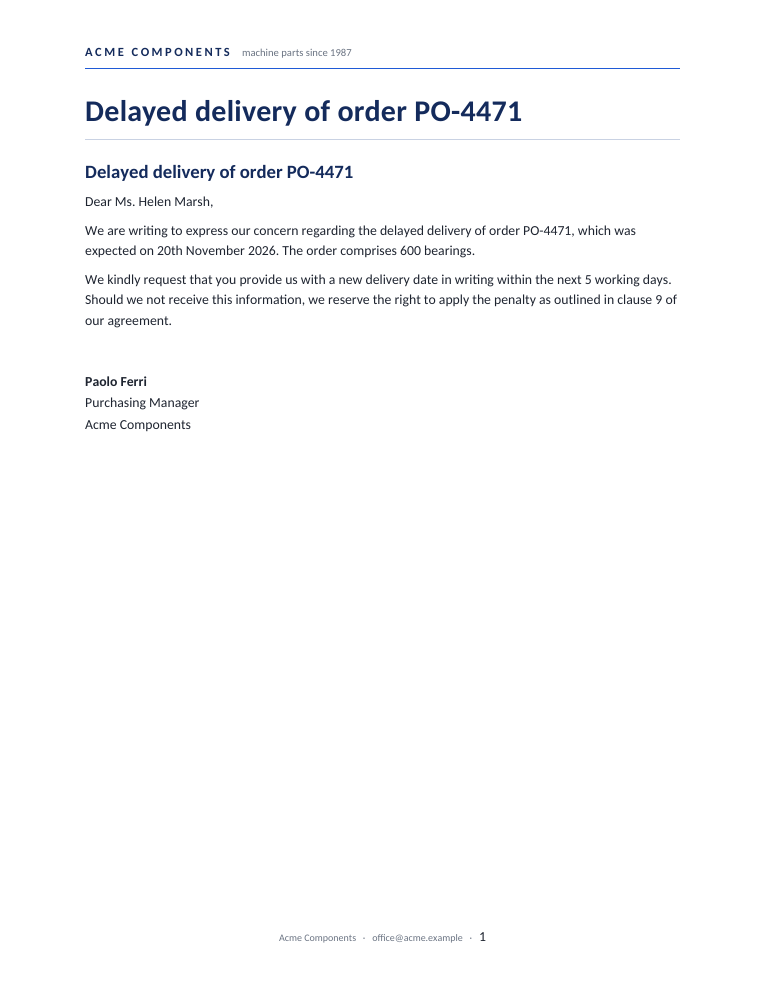 ACME COMPONENTS machine parts since 1987
Delayed delivery of order PO-4471
Delayed delivery of order PO-4471
Dear Ms. Helen Marsh,
We are writing to express our concern regarding the delayed delivery of order PO-4471, which was
expected on 20th November 2026. The order comprises 600 bearings.
We kindly request that you provide us with a new delivery date in writing within the next 5 working days.
Should we not receive this information, we reserve the right to apply the penalty as outlined in clause 9 of
our agreement.
Paolo Ferri
Purchasing Manager
Acme Components
Acme Components · office@acme.example · 1